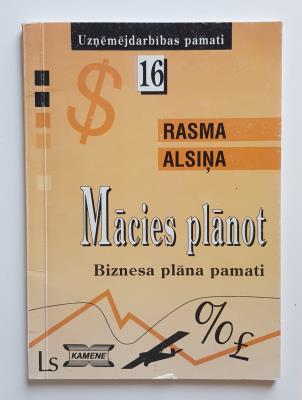 Uzņēmējdarbības pamati
16
$
RASMA
ALSIŅA
Mācies plānot
Biznesa plāna pamati
%
£
Ls
KAMENE